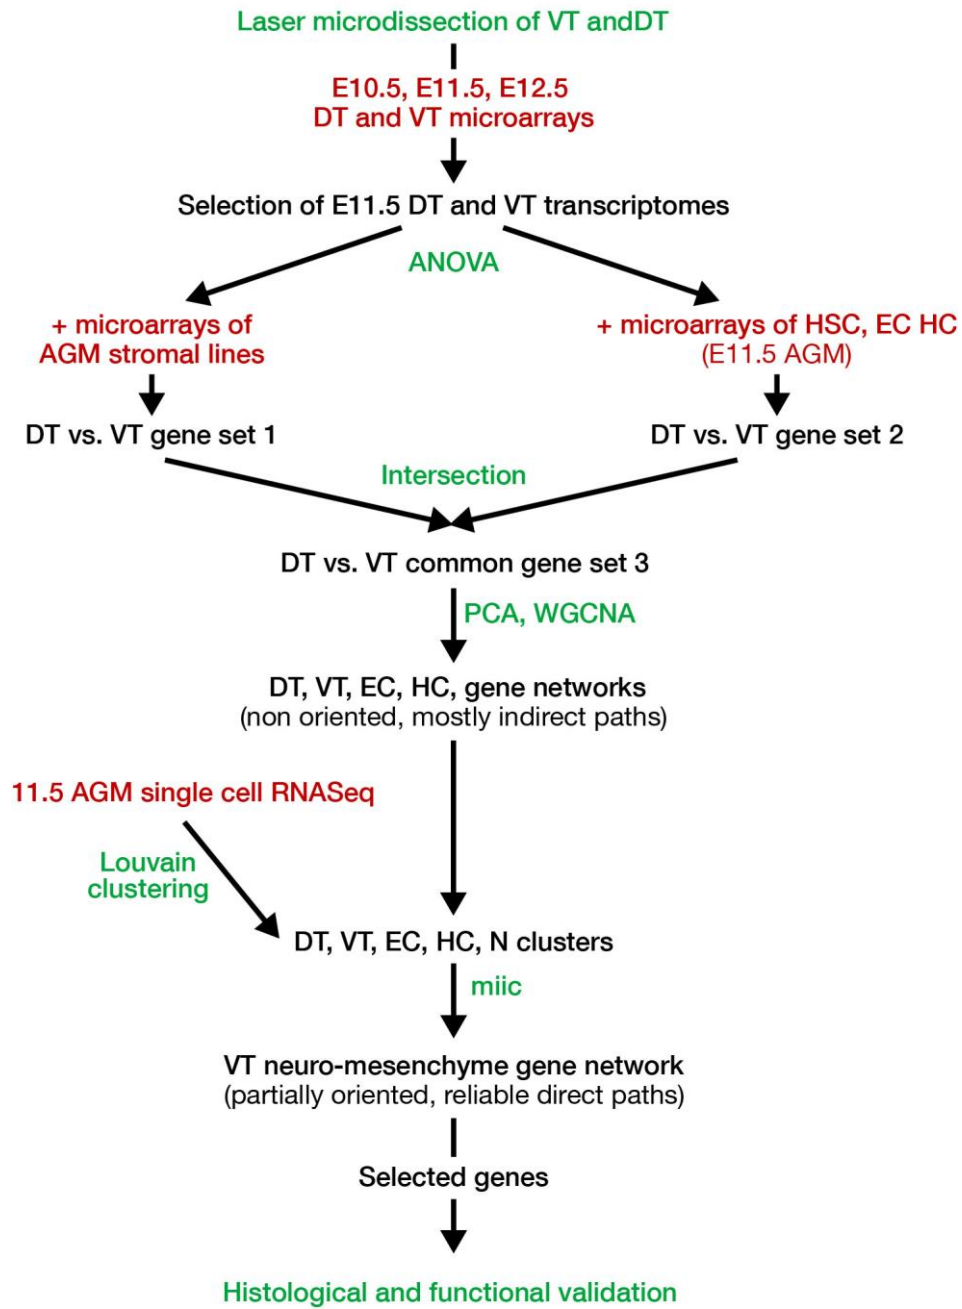 Laser microdissection of VT andDT
E10.5, E11.5, E12.5
DT and VT microarrays
Selection of E11.5 DT and VT transcriptomes
ANOVA
+ microarrays of
AGM stromal lines
+ microarrays of HSC, EC HC
(E11.5 AGM)
DT vs. VT gene set 1
DT vs. VT gene set 2
Intersection
DT vs. VT common gene set 3
PCA, WGCNA
DT, VT, EC, HC, gene networks
(non oriented, mostly indirect paths)
11.5 AGM single cell RNASeq
Louvain
clustering
DT, VT, EC, HC, N clusters
miic
VT neuro-mesenchyme gene network
(partially oriented, reliable direct paths)
Selected genes
Histological and functional validation